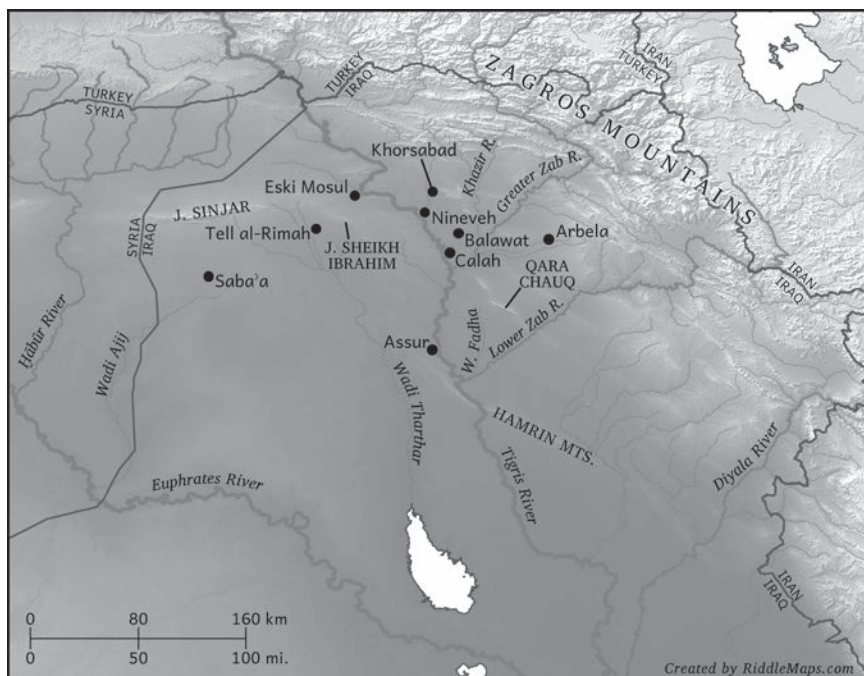 ZAGROS MOUNTAINS
IRAN
TURKEY
TURKEY
IRAQ
TURKEY
SYRIA
Khorsabad
Khazir R.
Greater Zab R.
Eski Mosul
J. SINJAR
Nineveh
SYRIA
IRAQ
Tell al-Rimah
Balawat
Arbela
J. SHEIKH
IBRAHIM
Calah
QARA
CHAUQ
IRAN
IRAQ
Sabaʾa
Ḫābūr River
Wadi Ajij
Assur
W. Fadha
Lower Zab R.
Wadi Tharthar
HAMRIN MTS.
Tigris River
Diyala River
Euphrates River
IRAN
IRAQ
0 80 160 km
0 50 100 mi.
Created by RiddleMaps.com